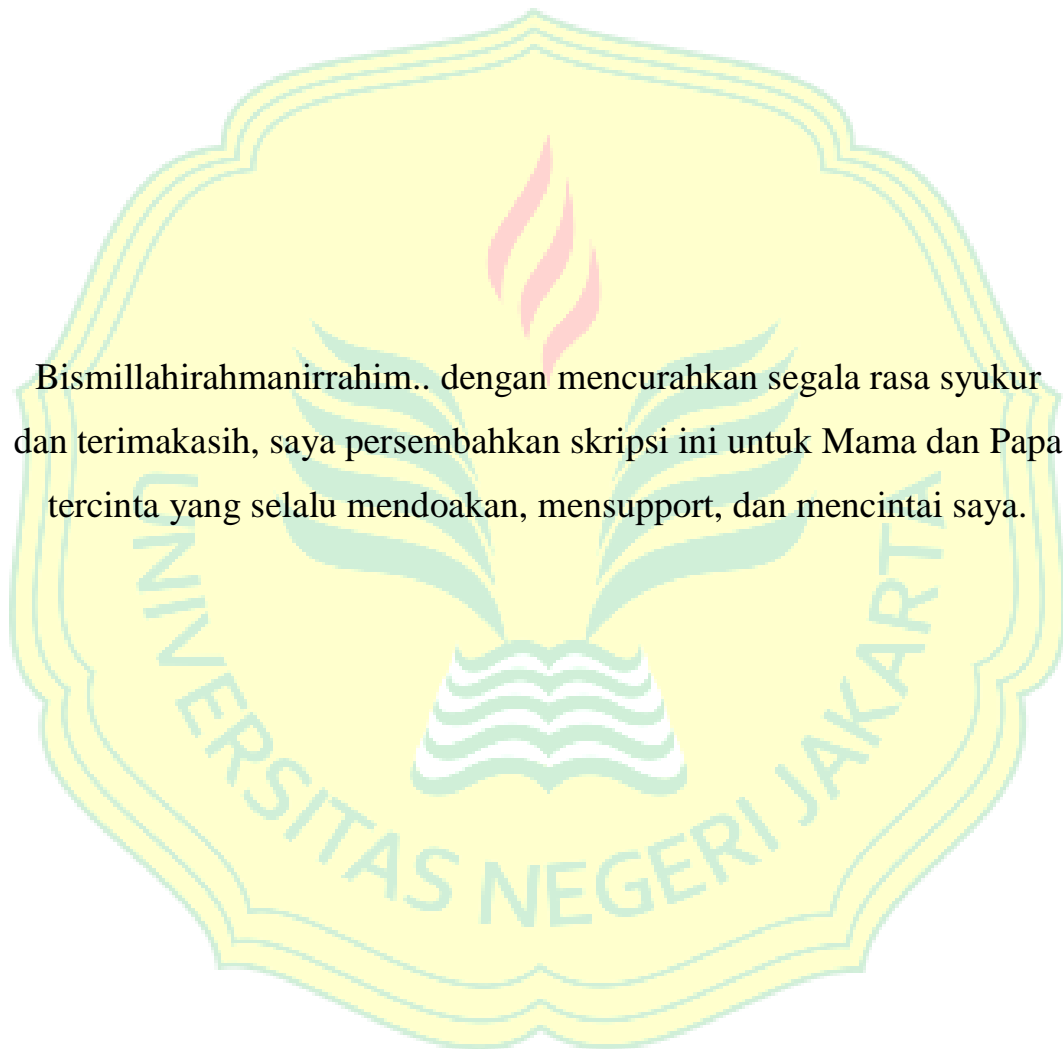 Bismillahirahmanirrahim.. dengan mencurahkan segala rasa syukur
dan terimakasih, saya persembahkan skripsi ini untuk Mama dan Papa
tercinta yang selalu mendoakan, mensupport, dan mencintai saya.
UNIVERSITAS NEGERI JAKARTA